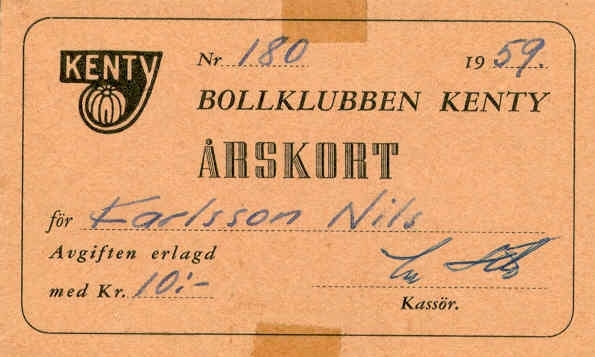 KENTY
Nr 180 1959.
BOLLKLUBBEN KENTY
ÅRSKORT
för Karlsson Nils
Avgiften erlagd
med Kr. 10:-
Kassör.